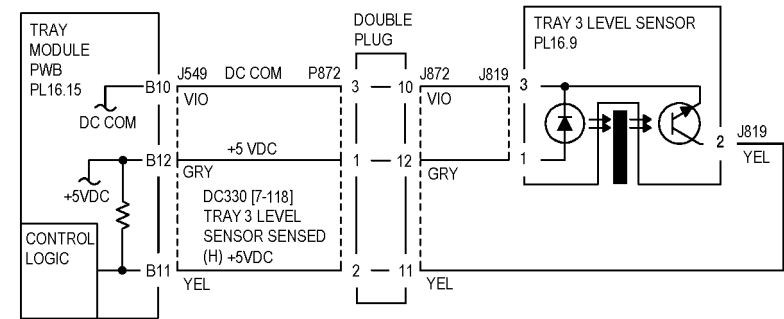 TRAY
MODULE
PWB
PL16.15
DC COM
+5VDC
CONTROL
LOGIC
B10
B12
B11
J549 DC COM P872
VIO
+5 VDC
GRY
DC330 [7-118]
TRAY 3 LEVEL
SENSOR SENSED
(H) +5VDC
YEL
DOUBLE
PLUG
3 10
1 12
2 11
J872 J819
VIO
GRY
YEL
TRAY 3 LEVEL SENSOR
PL16.9
3
1
2
J819
YEL